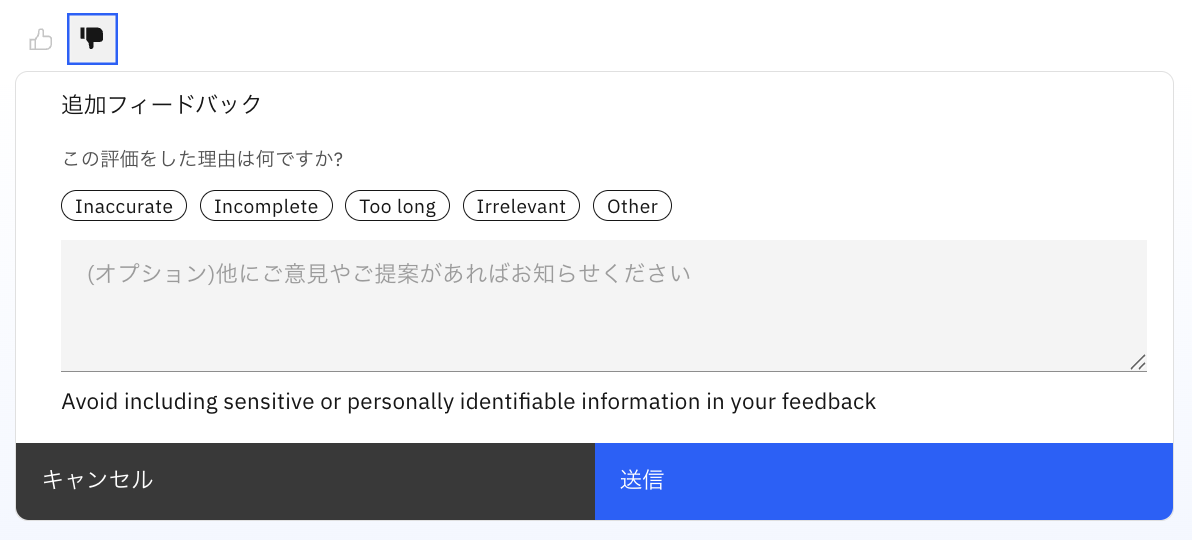 追加フィードバック
この評価をした理由は何ですか?
Inaccurate Incomplete Too long Irrelevant Other
(オプション)他にご意見やご提案があればお知らせください
Avoid including sensitive or personally identifiable information in your feedback
キャンセル 送信